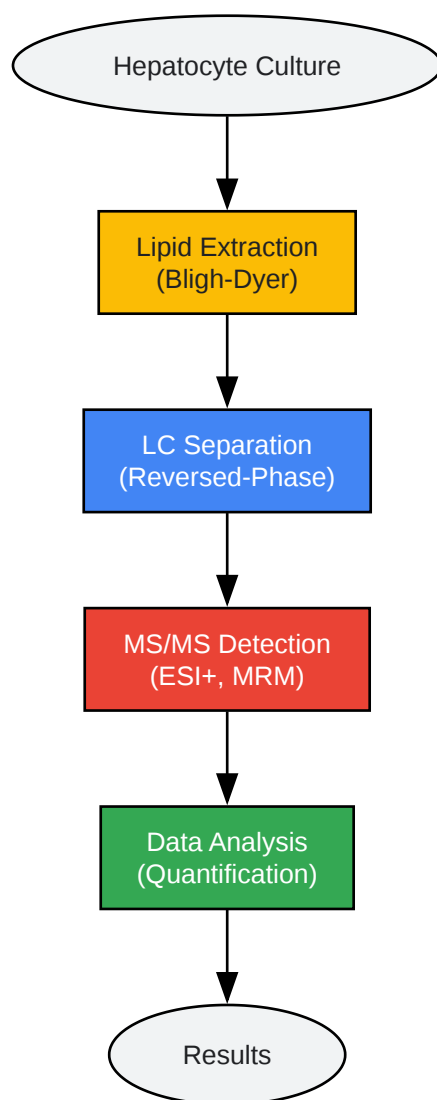 Hepatocyte Culture
Lipid Extraction
(Bligh-Dyer)
LC Separation
(Reversed-Phase)
MS/MS Detection
(ESI+, MRM)
Data Analysis
(Quantification)
Results